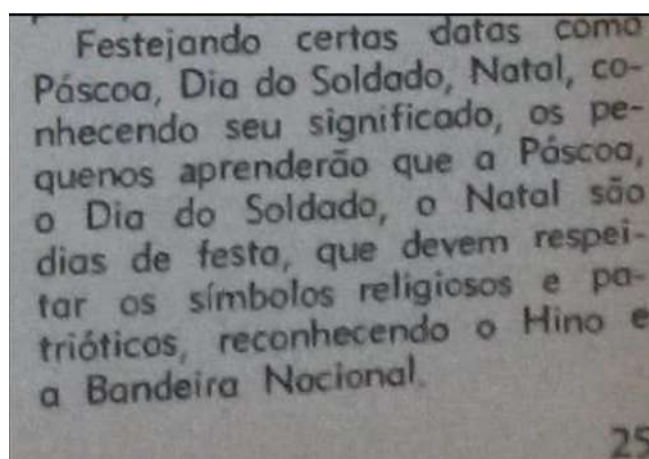 Festejando certas datas como
Páscoa, Dia do Soldado, Natal, co-
nhecendo seu significado, os pe-
quenos aprenderão que a Páscoa,
o Dia do Soldado, o Natal são
dias de festa, que devem respei-
tar os símbolos religiosos e pa-
trióticos, reconhecendo o Hino e
a Bandeira Nacional.
25